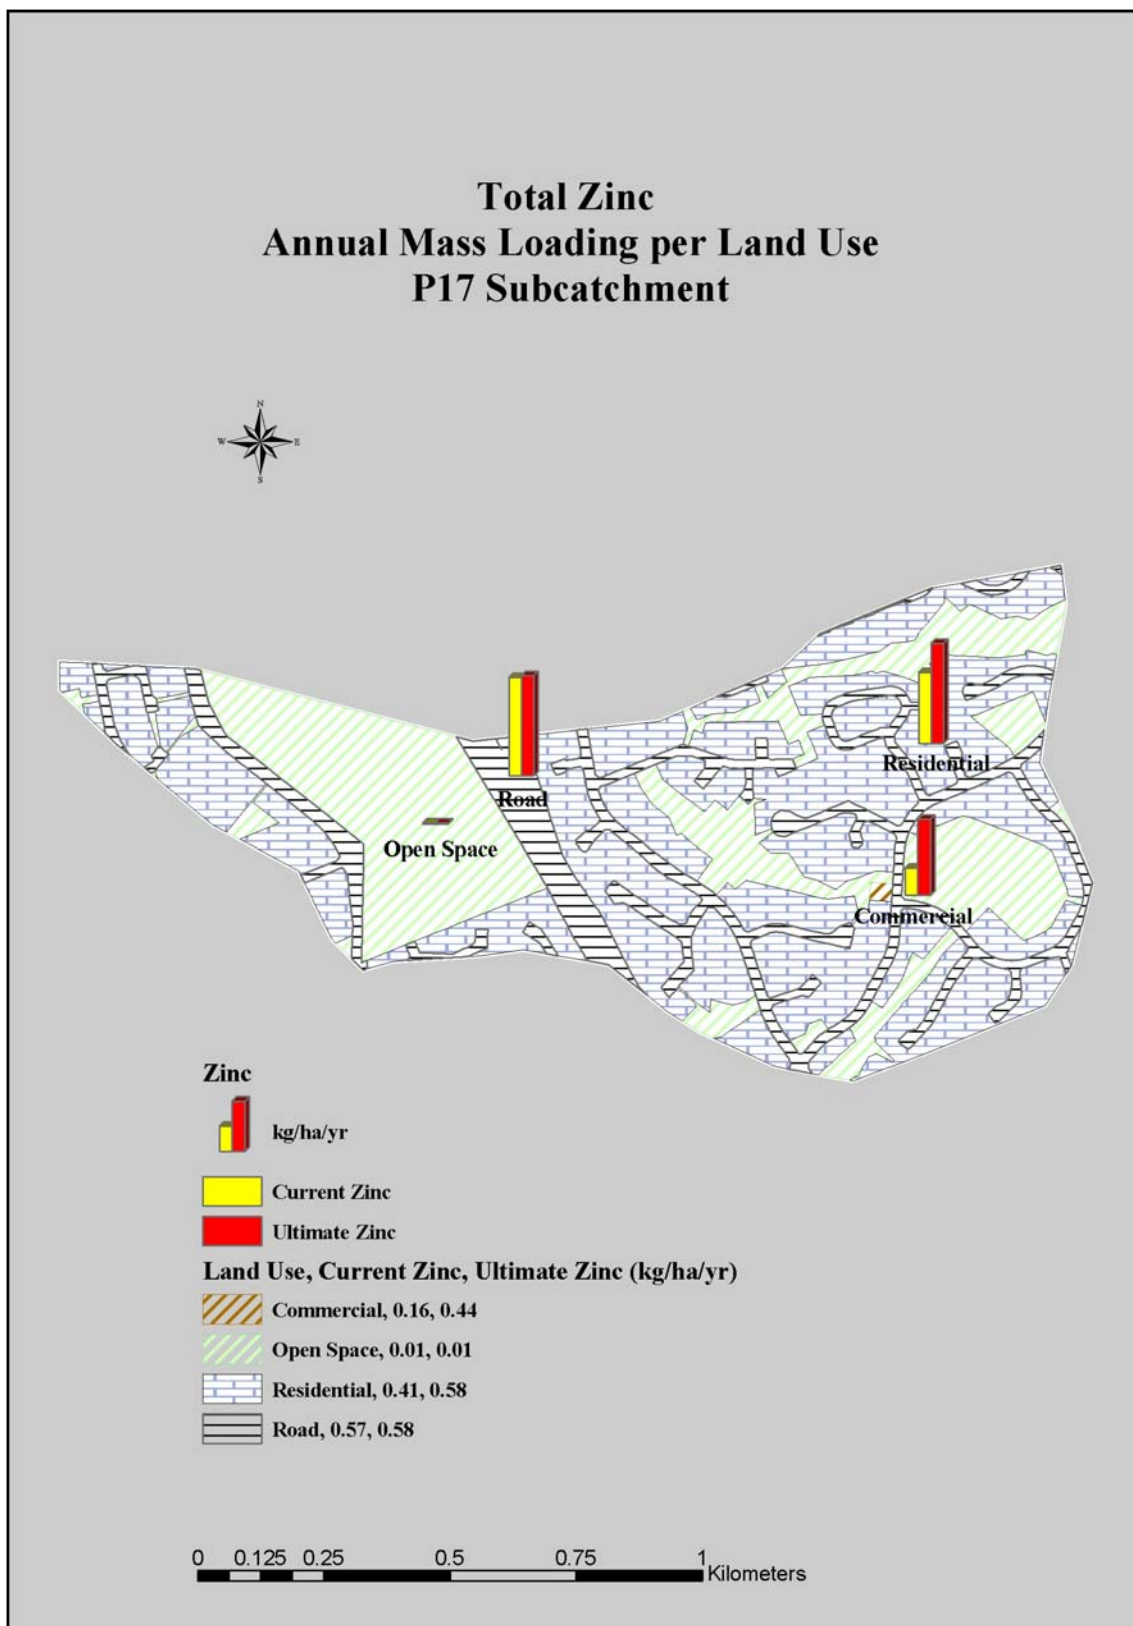 Total Zinc
Annual Mass Loading per Land Use
P17 Subcatchment
N
W E
S
Residential
Road
Open Space
Commercial
Zinc
kg/ha/yr
Current Zinc
Ultimate Zinc
Land Use, Current Zinc, Ultimate Zinc (kg/ha/yr)
Commercial, 0.16, 0.44
Open Space, 0.01, 0.01
Residential, 0.41, 0.58
Road, 0.57, 0.58
0 0.125 0.25 0.5 0.75 1
Kilometers